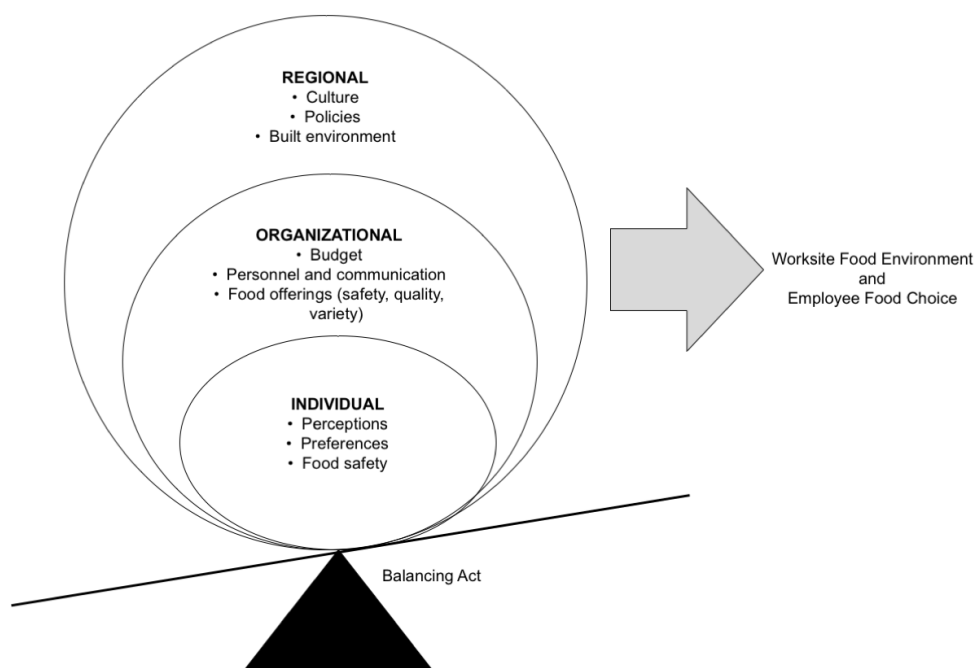 REGIONAL
• Culture
• Policies
• Built environment
ORGANIZATIONAL
• Budget
• Personnel and communication
• Food offerings (safety, quality,
variety)
INDIVIDUAL
• Perceptions
• Preferences
• Food safety
Worksite Food Environment
and
Employee Food Choice
Balancing Act